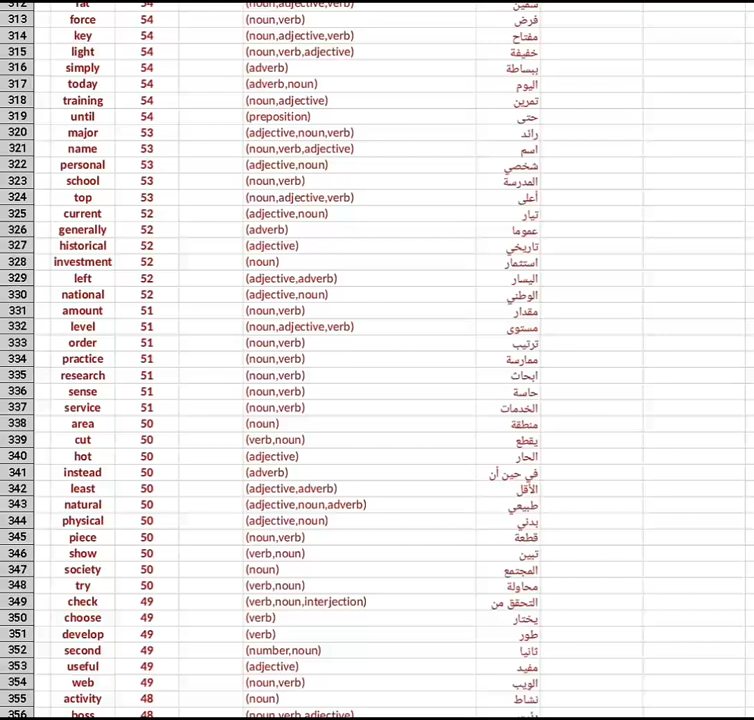 312 fat 54 (noun,adjective,verb) سمين
313 force 54 (noun,verb) فرض
314 key 54 (noun,adjective,verb) مفتاح
315 light 54 (noun,verb,adjective) خفيفة
316 simply 54 (adverb) ببساطة
317 today 54 (adverb,noun) اليوم
318 training 54 (noun,adjective) تمرين
319 until 54 (preposition) حتى
320 major 53 (adjective,noun,verb) رائد
321 name 53 (noun,verb,adjective) اسم
322 personal 53 (adjective,noun) شخصي
323 school 53 (noun,verb) المدرسة
324 top 53 (noun,adjective,verb) أعلى
325 current 52 (adjective,noun) تيار
326 generally 52 (adverb) عموما
327 historical 52 (adjective) تاريخي
328 investment 52 (noun) استثمار
329 left 52 (adjective,adverb) اليسار
330 national 52 (adjective,noun) الوطني
331 amount 51 (noun,verb) مقدار
332 level 51 (noun,adjective,verb) مستوى
333 order 51 (noun,verb) ترتيب
334 practice 51 (noun,verb) ممارسة
335 research 51 (noun,verb) ابحاث
336 sense 51 (noun,verb) حاسة
337 service 51 (noun,verb) الخدمات
338 area 50 (noun) منطقة
339 cut 50 (verb,noun) يقطع
340 hot 50 (adjective) الحار
341 instead 50 (adverb) في حين أن
342 least 50 (adjective,adverb) الأقل
343 natural 50 (adjective,noun,adverb) طبيعي
344 physical 50 (adjective,noun) بدني
345 piece 50 (noun,verb) قطعة
346 show 50 (verb,noun) تبين
347 society 50 (noun) المجتمع
348 try 50 (verb,noun) محاولة
349 check 49 (verb,noun,interjection) التحقق من
350 choose 49 (verb) يختار
351 develop 49 (verb) طور
352 second 49 (number,noun) ثانيا
353 useful 49 (adjective) مفيد
354 web 49 (noun,verb) الويب
355 activity 48 (noun) نشاط
356 boss 48 (noun,verb,adjective)